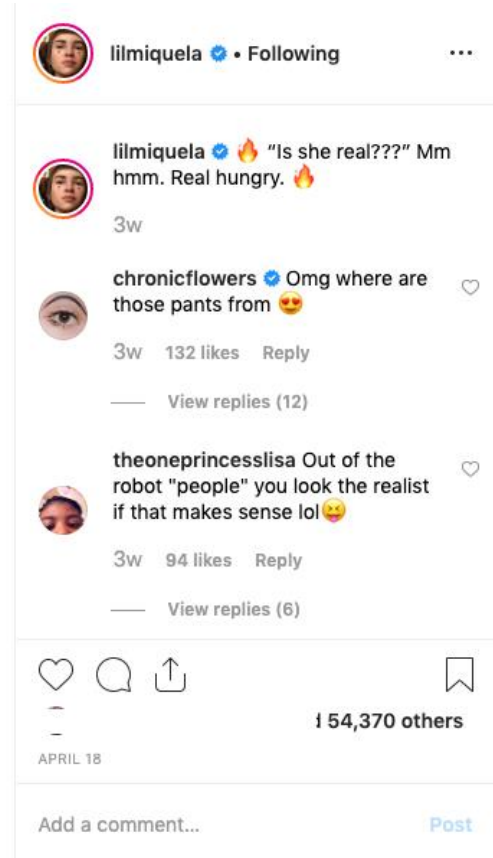 lilmiquela • Following
lilmiquela 🔥 “Is she real???” Mm
hmm. Real hungry. 🔥
3w
chronicflowers Omg where are
those pants from 😍
3w 132 likes Reply
View replies (12)
theoneprincesslisa Out of the
robot "people" you look the realist
if that makes sense lol😝
3w 94 likes Reply
View replies (6)
54,370 others
APRIL 18
Add a comment... Post